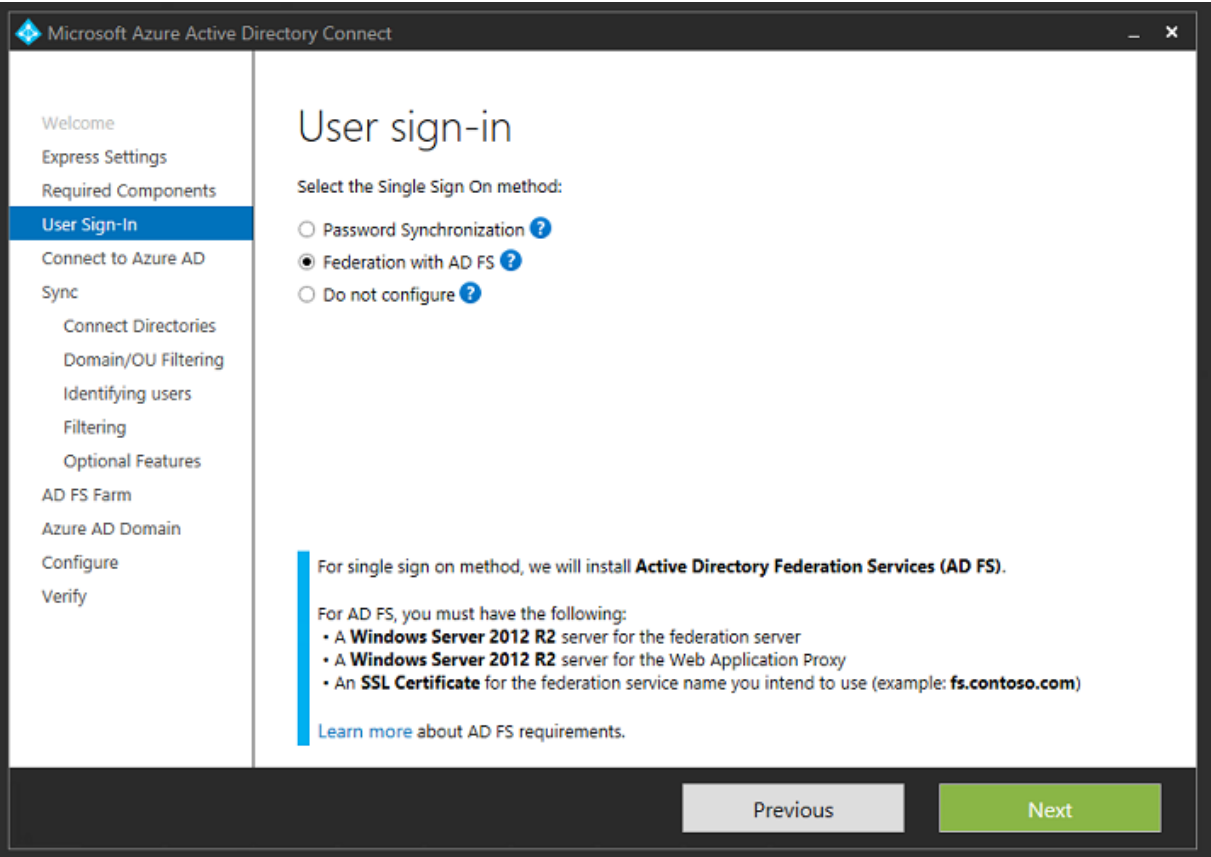 Microsoft Azure Active Directory Connect
Welcome
Express Settings
Required Components
User Sign-In
Connect to Azure AD
Sync
Connect Directories
Domain/OU Filtering
Identifying users
Filtering
Optional Features
AD FS Farm
Azure AD Domain
Configure
Verify
User sign-in
Select the Single Sign On method:
Password Synchronization ?
Federation with AD FS ?
Do not configure ?
For single sign on method, we will install Active Directory Federation Services (AD FS).
For AD FS, you must have the following:
• A Windows Server 2012 R2 server for the federation server
• A Windows Server 2012 R2 server for the Web Application Proxy
• An SSL Certificate for the federation service name you intend to use (example: fs.contoso.com)
Learn more about AD FS requirements.
Previous
Next